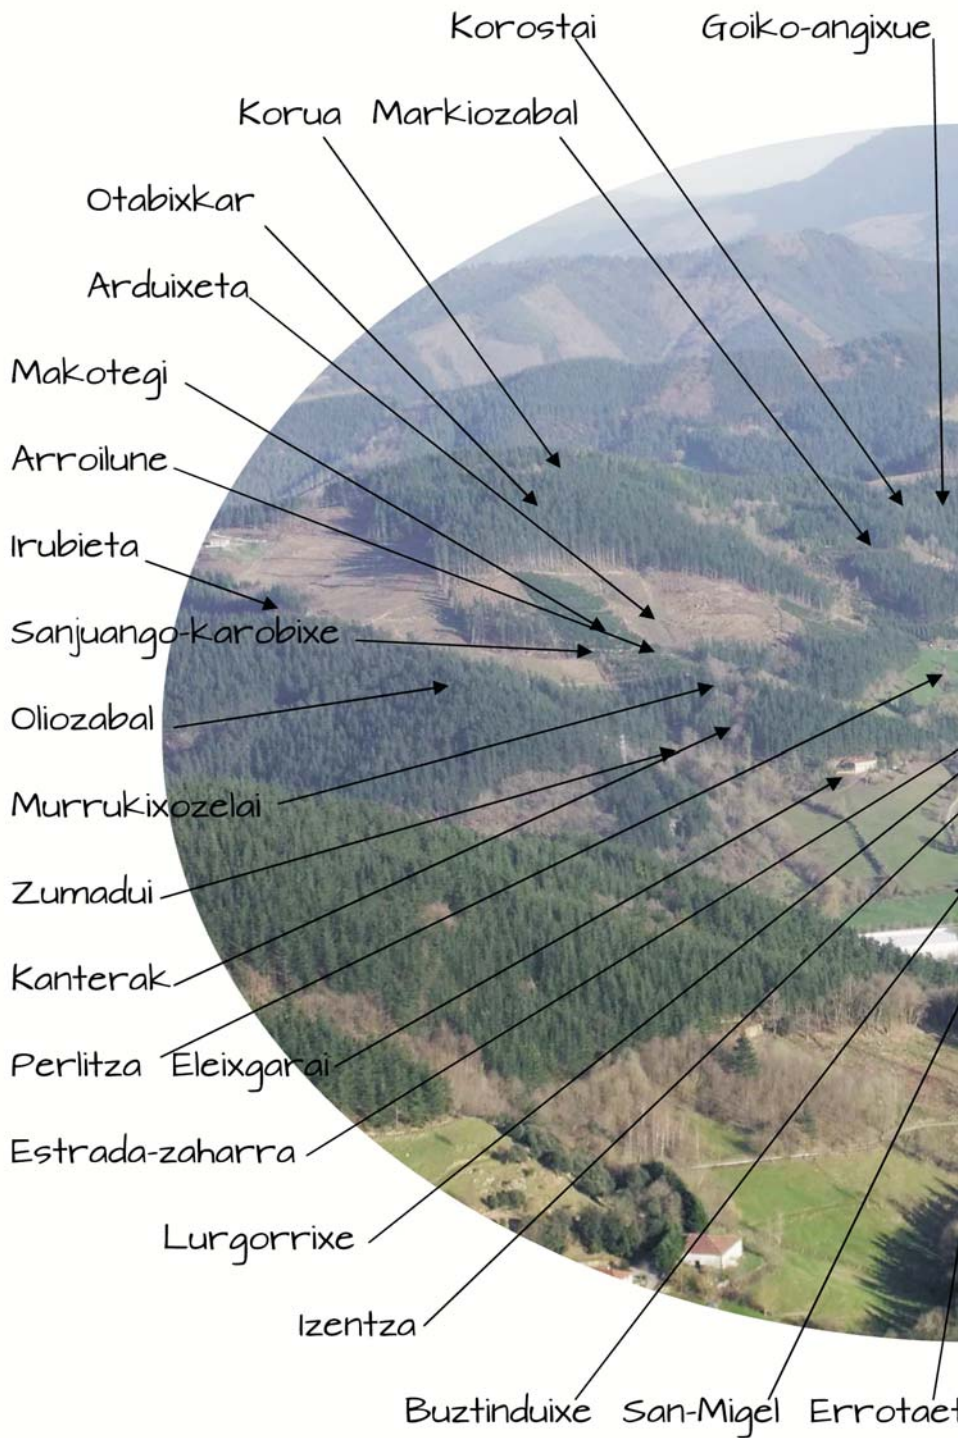 Korostai Goiko-angixue
Korua Markiozabal
Otabixkar
Arduixeta
Makotegi
Arroilune
Irubieta
Sanjuango-karobixe
Oliozabal
Murrukixozelai
Zumadui
Kanterak
Perlitza Eleixgarai
Estrada-zaharra
Lurgorrixe
Izentza
Buztinduixe San-Migel Errotaet